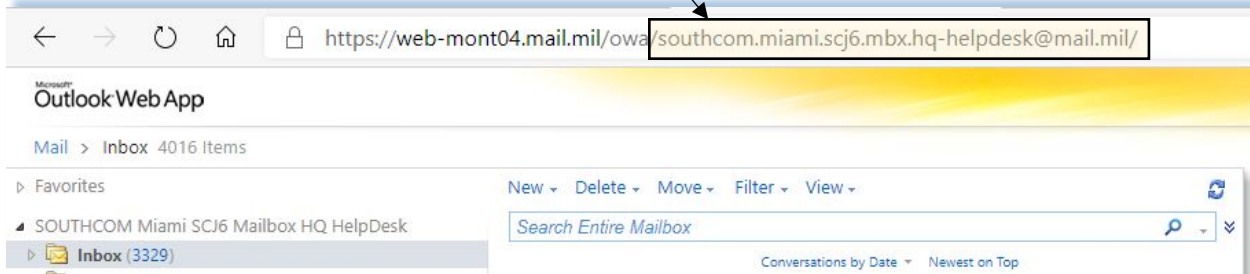 https://web-mont04.mail.mil/owa/southcom.miami.scj6.mbx.hq-helpdesk@mail.mil/
Microsoft®
Outlook Web App
Mail > Inbox 4016 Items
Favorites
New Delete Move Filter View
SOUTHCOM Miami SCJ6 Mailbox HQ HelpDesk
Search Entire Mailbox
Inbox (3329)
Conversations by Date Newest on Top